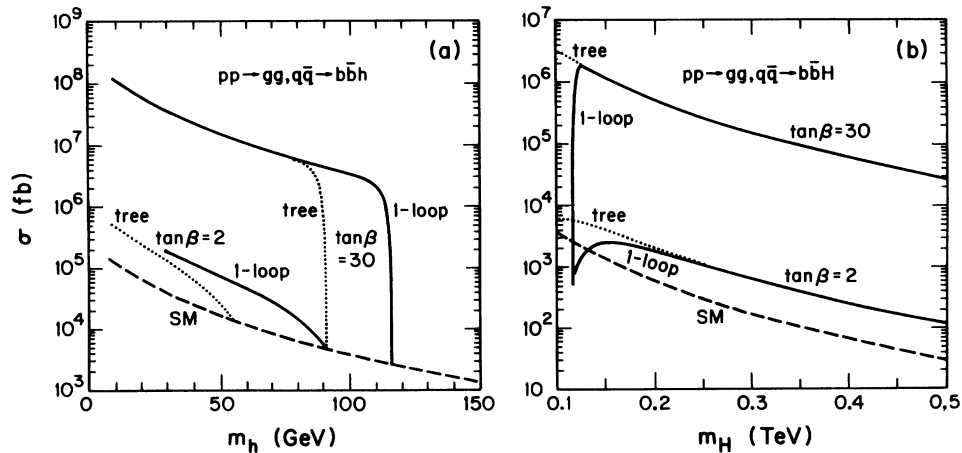 (a)
pp→gg,qq̄→bb̄h
10⁹
10⁸
10⁷
10⁶
10⁵
10⁴
10³
σ (fb)
tree
tanβ=2
1-loop
SM
tree
tanβ
=30
1-loop
0
50
100
150
mₕ (GeV)
(b)
pp→gg,qq̄→bb̄H
10⁷
10⁶
10⁵
10⁴
10³
10²
10
tree
1-loop
tanβ=30
tree
1-loop
tanβ=2
SM
0.1
0.2
0.3
0.4
0,5
m_H (TeV)